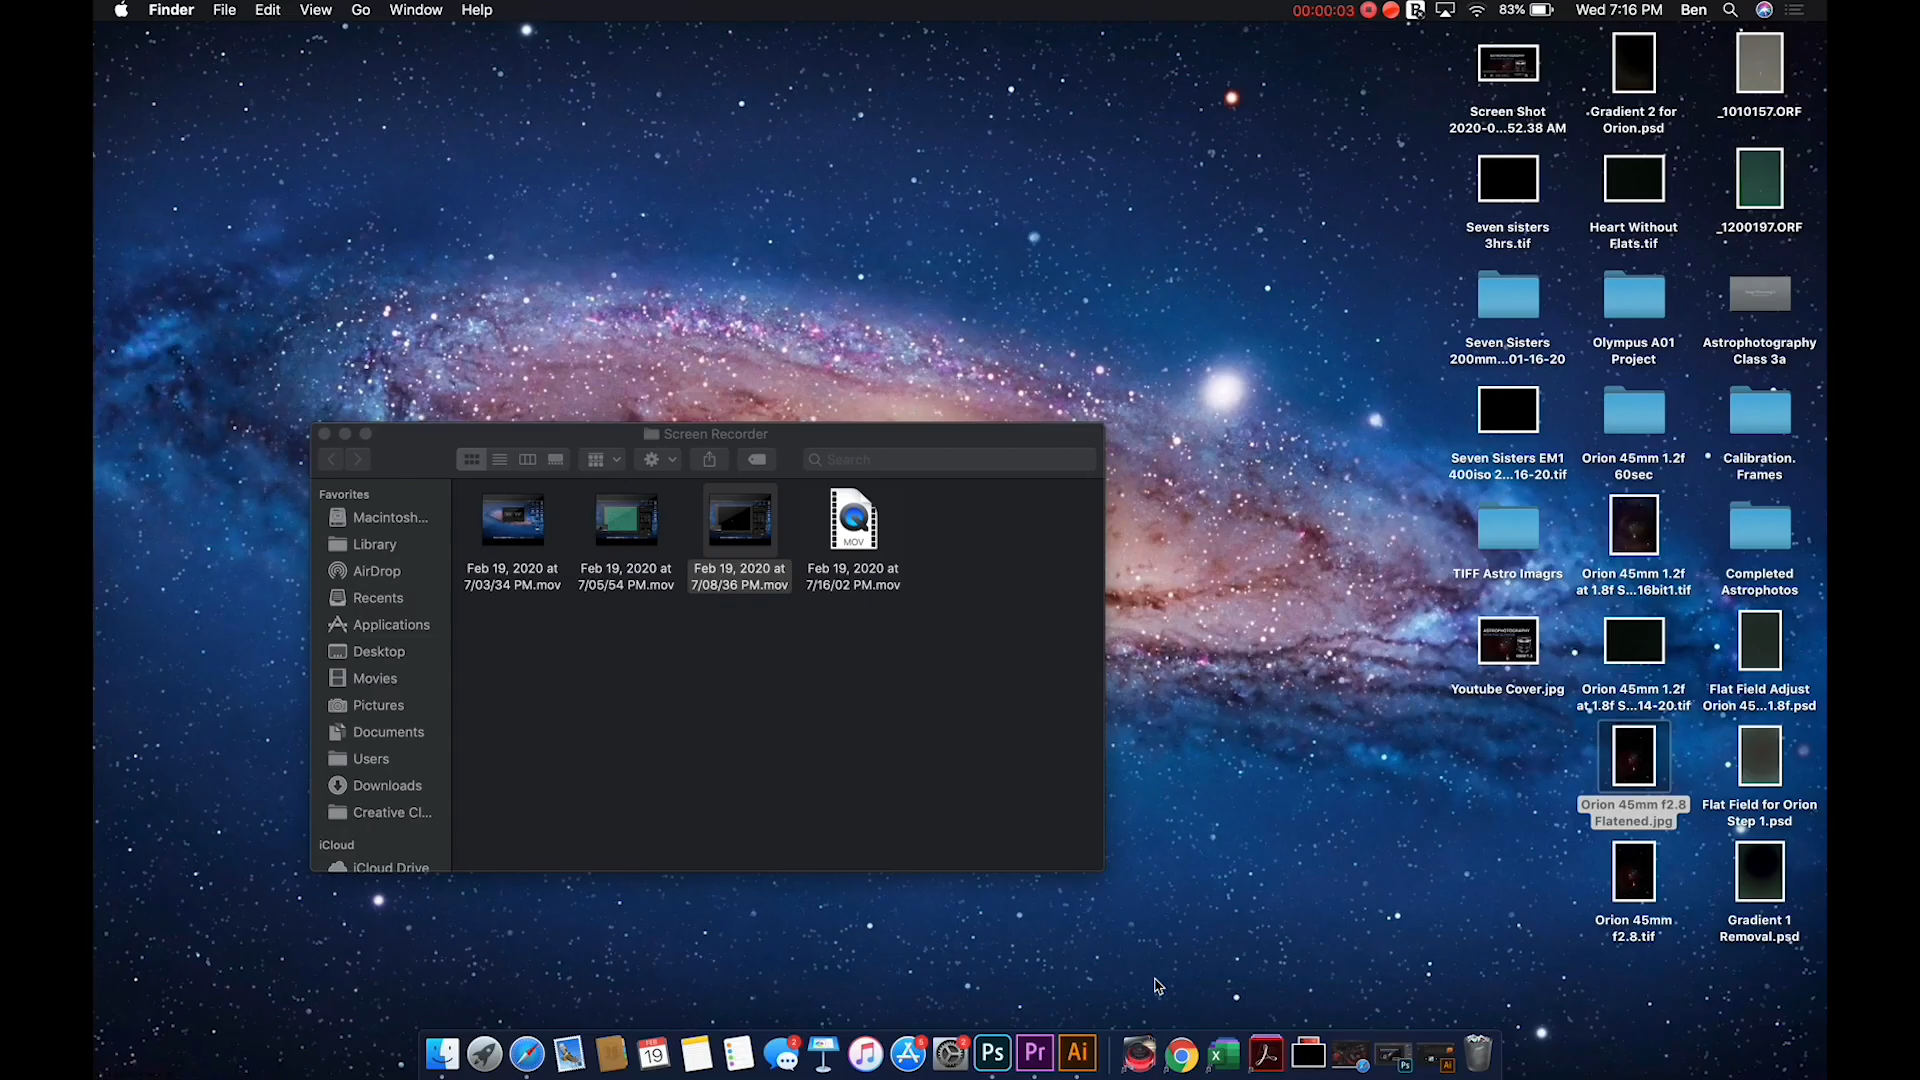 Finder File Edit View Go Window Help
00:00:03 83% Wed 7:16 PM Ben
Screen Shot
2020-0...52.38 AM
Gradient 2 for
Orion.psd
_1010157.ORF
Seven sisters
3hrs.tif
Heart Without
Flats.tif
_1200197.ORF
Seven Sisters
200mm...01-16-20
Olympus A01
Project
Astrophotography
Class 3a
Seven Sisters EM1
400iso 2...16-20.tif
Orion 45mm 1.2f
60sec
Calibration.
Frames
TIFF Astro Imagrs
Orion 45mm 1.2f
at 1.8f S...16bit1.tif
Completed
Astrophotos
ASTROPHOTOGRAPHY
Youtube Cover.jpg
Orion 45mm 1.2f
at 1.8f S...14-20.tif
Flat Field Adjust
Orion 45...1.8f.psd
Orion 45mm f2.8
Flatened.jpg
Flat Field for Orion
Step 1.psd
Orion 45mm
f2.8.tif
Gradient 1
Removal.psd
Screen Recorder
Search
Favorites
Macintosh...
Library
AirDrop
Recents
Applications
Desktop
Movies
Pictures
Documents
Users
Downloads
Creative Cl...
iCloud
iCloud Drive
Feb 19, 2020 at
7/03/34 PM.mov
Feb 19, 2020 at
7/05/54 PM.mov
Feb 19, 2020 at
7/08/36 PM.mov
MOV
Feb 19, 2020 at
7/16/02 PM.mov
FEB
19
2
5
2
Ps
Pr
Ai